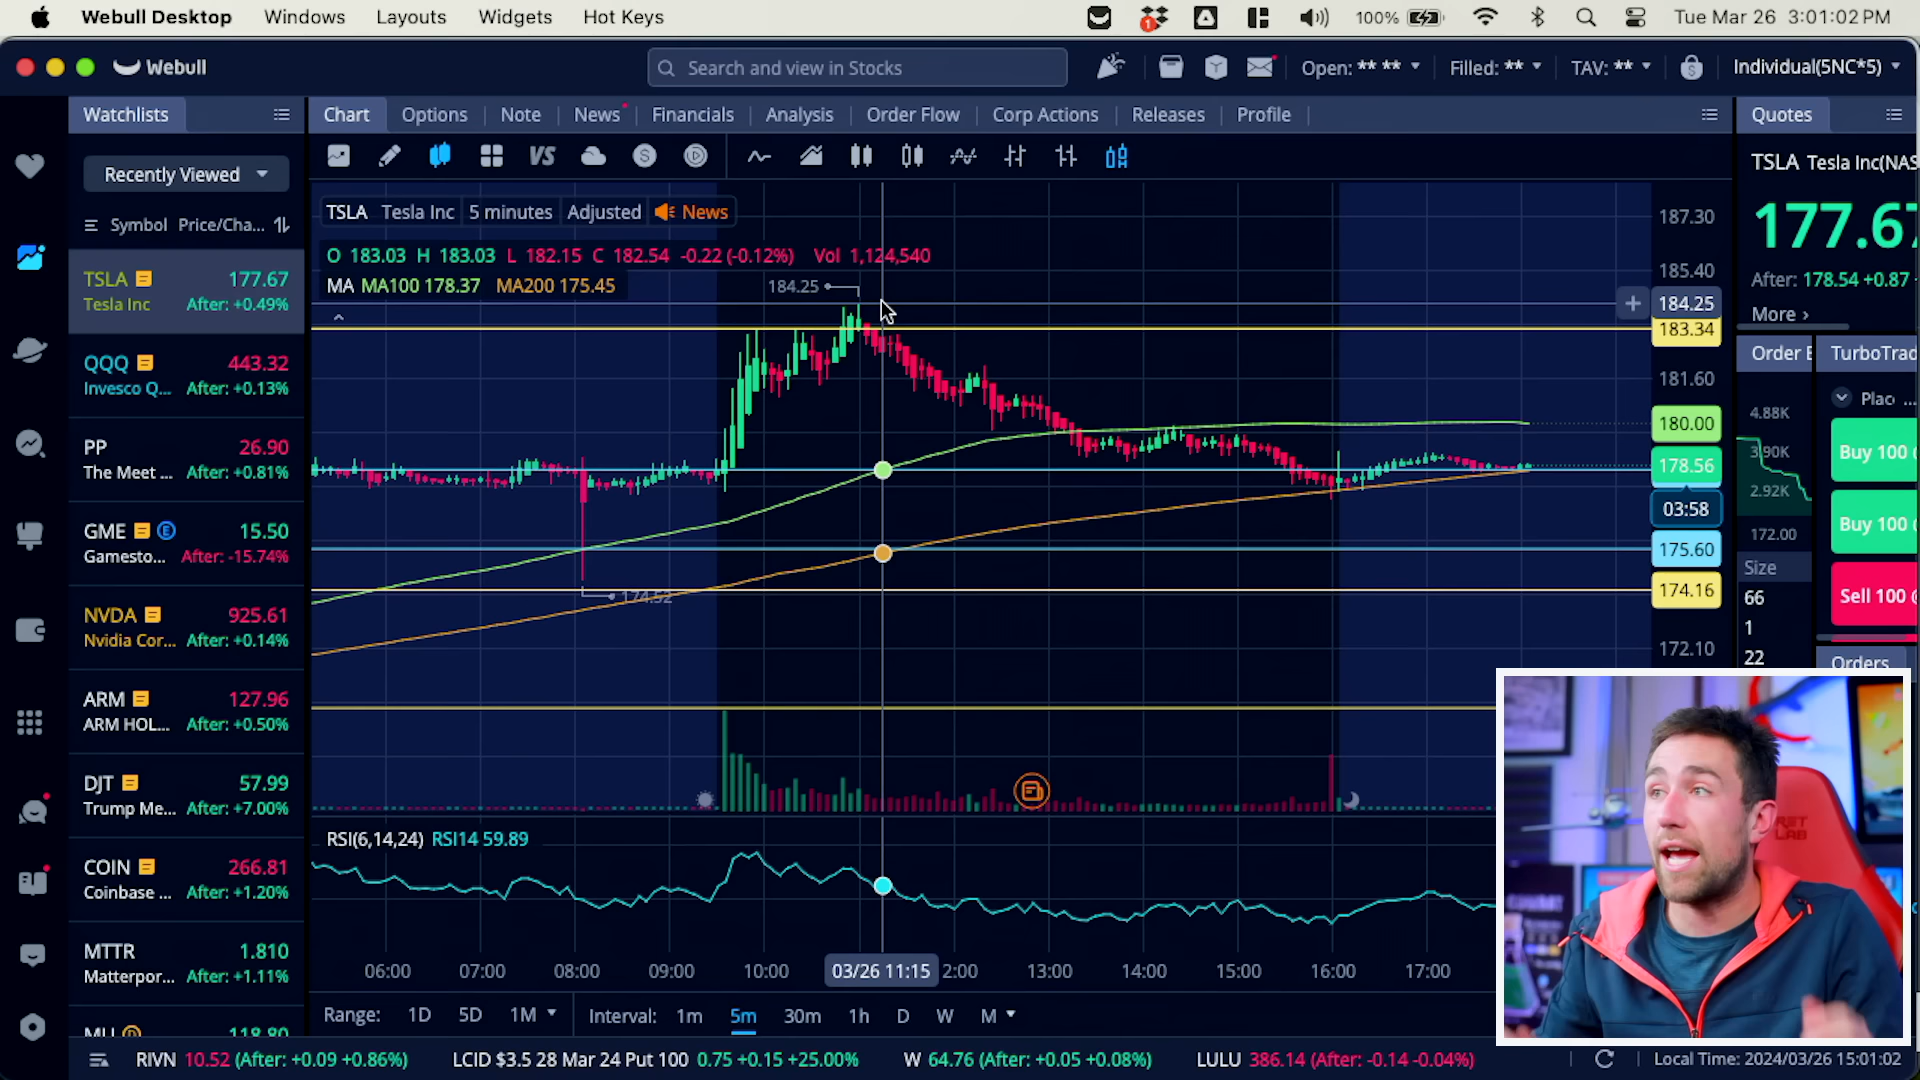 Webull Desktop Windows Layouts Widgets Hot Keys 1 100% Tue Mar 26 3:01:02 PM
Webull Search and view in Stocks Open: ** ** Filled: ** TAV: ** Individual(5NC*5)
Watchlists Chart Options Note News Financials Analysis Order Flow Corp Actions Releases Profile Quotes
VS
TSLA Tesla Inc(NAS
Recently Viewed
TSLA Tesla Inc 5 minutes Adjusted News
187.30
177.67
Symbol Price/Cha...
O 183.03 H 183.03 L 182.15 C 182.54 -0.22 (-0.12%) Vol 1,124,540
MA MA100 178.37 MA200 175.45
184.25
185.40
After: 178.54 +0.87
184.25
More
183.34
TSLA 177.67
Tesla Inc After: +0.49%
QQQ 443.32
Invesco Q... After: +0.13%
PP 26.90
The Meet ... After: +0.81%
GME E 15.50
Gamesto... After: -15.74%
NVDA 925.61
Nvidia Cor... After: +0.14%
ARM 127.96
ARM HOL... After: +0.50%
DJT 57.99
Trump Me... After: +7.00%
COIN 266.81
Coinbase ... After: +1.20%
MTTR 1.810
Matterpor... After: +1.11%
MU D 118.80
181.60
180.00
178.56
03:58
175.60
174.16
172.10
174.52
Order TurboTrad
Plac ...
4.88K
3.90K
2.92K
172.00
Buy 100
Buy 100
Sell 100
Size
66
1
22
Orders
RSI(6,14,24) RSI14 59.89
06:00 07:00 08:00 09:00 10:00 03/26 11:15 2:00 13:00 14:00 15:00 16:00 17:00
Range: 1D 5D 1M Interval: 1m 5m 30m 1h D W M
RIVN 10.52 (After: +0.09 +0.86%) LCID $3.5 28 Mar 24 Put 100 0.75 +0.15 +25.00% W 64.76 (After: +0.05 +0.08%) LULU 386.14 (After: -0.14 -0.04%) Local Time: 2024/03/26 15:01:02